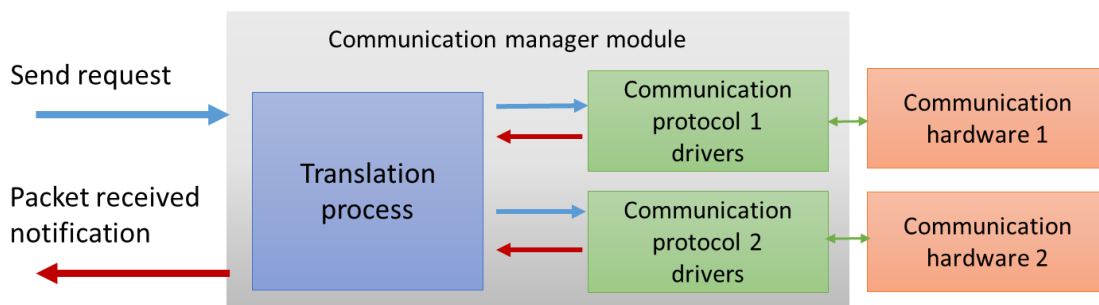 Communication manager module
Send request
Packet received
notification
Translation
process
Communication
protocol 1
drivers
Communication
hardware 1
Communication
protocol 2
drivers
Communication
hardware 2